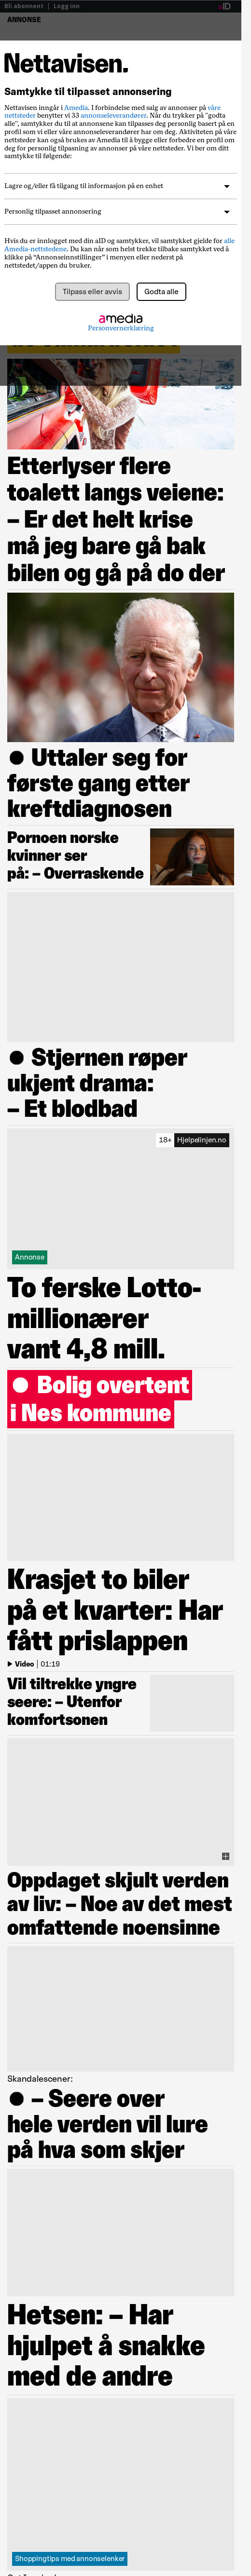 Bli abonnent | Logg inn
aID
ANNONSE
Nettavisen.
Samtykke til tilpasset annonsering
Nettavisen inngår i Amedia. I forbindelse med salg av annonser på våre
nettsteder benytter vi 33 annonseleverandører. Når du trykker på "godta
alle", samtykker du til at annonsene kan tilpasses deg personlig basert på en
profil som vi eller våre annonseleverandører har om deg. Aktiviteten på våre
nettsteder kan også brukes av Amedia til å bygge eller forbedre en profil om
deg for personlig tilpasning av annonser på våre nettsteder. Vi ber om ditt
samtykke til følgende:
Lagre og/eller få tilgang til informasjon på en enhet
Personlig tilpasset annonsering
Hvis du er innlogget med din aID og samtykker, vil samtykket gjelde for alle
Amedia-nettstedene. Du kan når som helst trekke tilbake samtykket ved å
klikke på “Annonseinnstillinger” i menyen eller nederst på
nettstedet/appen du bruker.
Tilpass eller avvis
Godta alle
amedia
Personvernerklæring
Etterlyser flere
toalett langs veiene:
– Er det helt krise
må jeg bare gå bak
bilen og gå på do der
Uttaler seg for
første gang etter
kreftdiagnosen
Pornoen norske
kvinner ser
på: – Overraskende
Stjernen røper
ukjent drama:
– Et blodbad
18+ Hjelpelinjen.no
Annonse
To ferske Lotto-
millionærer
vant 4,8 mill.
Bolig overtent
i Nes kommune
Krasjet to biler
på et kvarter: Har
fått prislappen
Video | 01:19
Vil tiltrekke yngre
seere: – Utenfor
komfortsonen
Oppdaget skjult verden
av liv: – Noe av det mest
omfattende noensinne
Skandalescener:
– Seere over
hele verden vil lure
på hva som skjer
Hetsen: – Har
hjulpet å snakke
med de andre
Shoppingtips med annonselenker